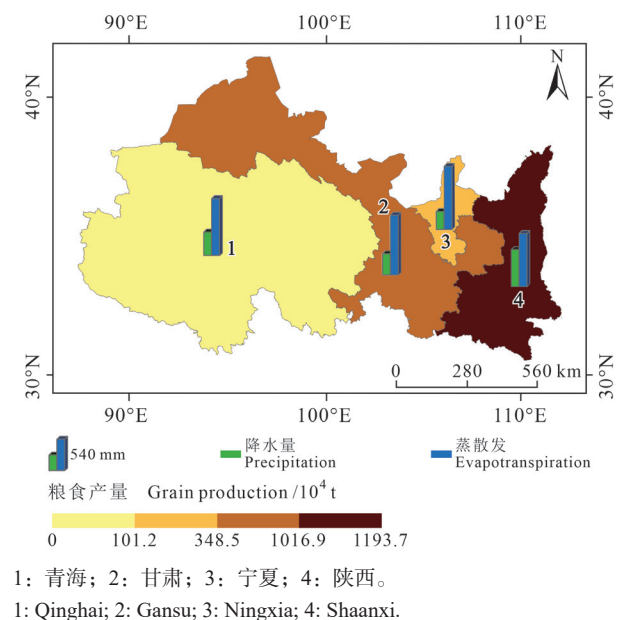 90°E 100°E 110°E
N
40°N 40°N
2
1
3
4
30°N 30°N
0 280 560 km
90°E 100°E 110°E
540 mm
降水量
Precipitation
蒸散发
Evapotranspiration
粮食产量 Grain production /10⁴ t
0 101.2 348.5 1016.9 1193.7
1：青海；2：甘肃；3：宁夏；4：陕西。
1: Qinghai; 2: Gansu; 3: Ningxia; 4: Shaanxi.